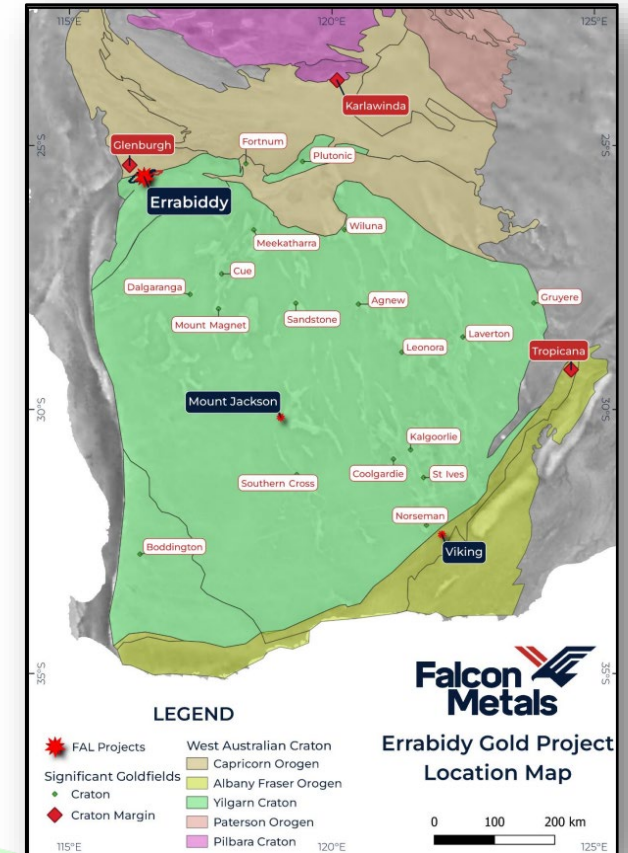 115°E
120°E
125°E
Karlawinda
Glenburgh
Fortnum
25°S
25°S
Plutonic
Errabiddy
Meekatharra
Wiluna
Cue
Dalgaranga
Agnew
Gruyere
Mount Magnet
Sandstone
Laverton
Leonora
Tropicana
Mount Jackson
30°S
30°S
Kalgoorlie
Coolgardie
St Ives
Southern Cross
Norseman
Boddington
Viking
35°S
35°S
Falcon
Metals
Errabidy Gold Project
Location Map
LEGEND
FAL Projects
Significant Goldfields
Craton
Craton Margin
West Australian Craton
Capricorn Orogen
Albany Fraser Orogen
Yilgarn Craton
Paterson Orogen
Pilbara Craton
0 100 200 km
115°E
120°E
125°E